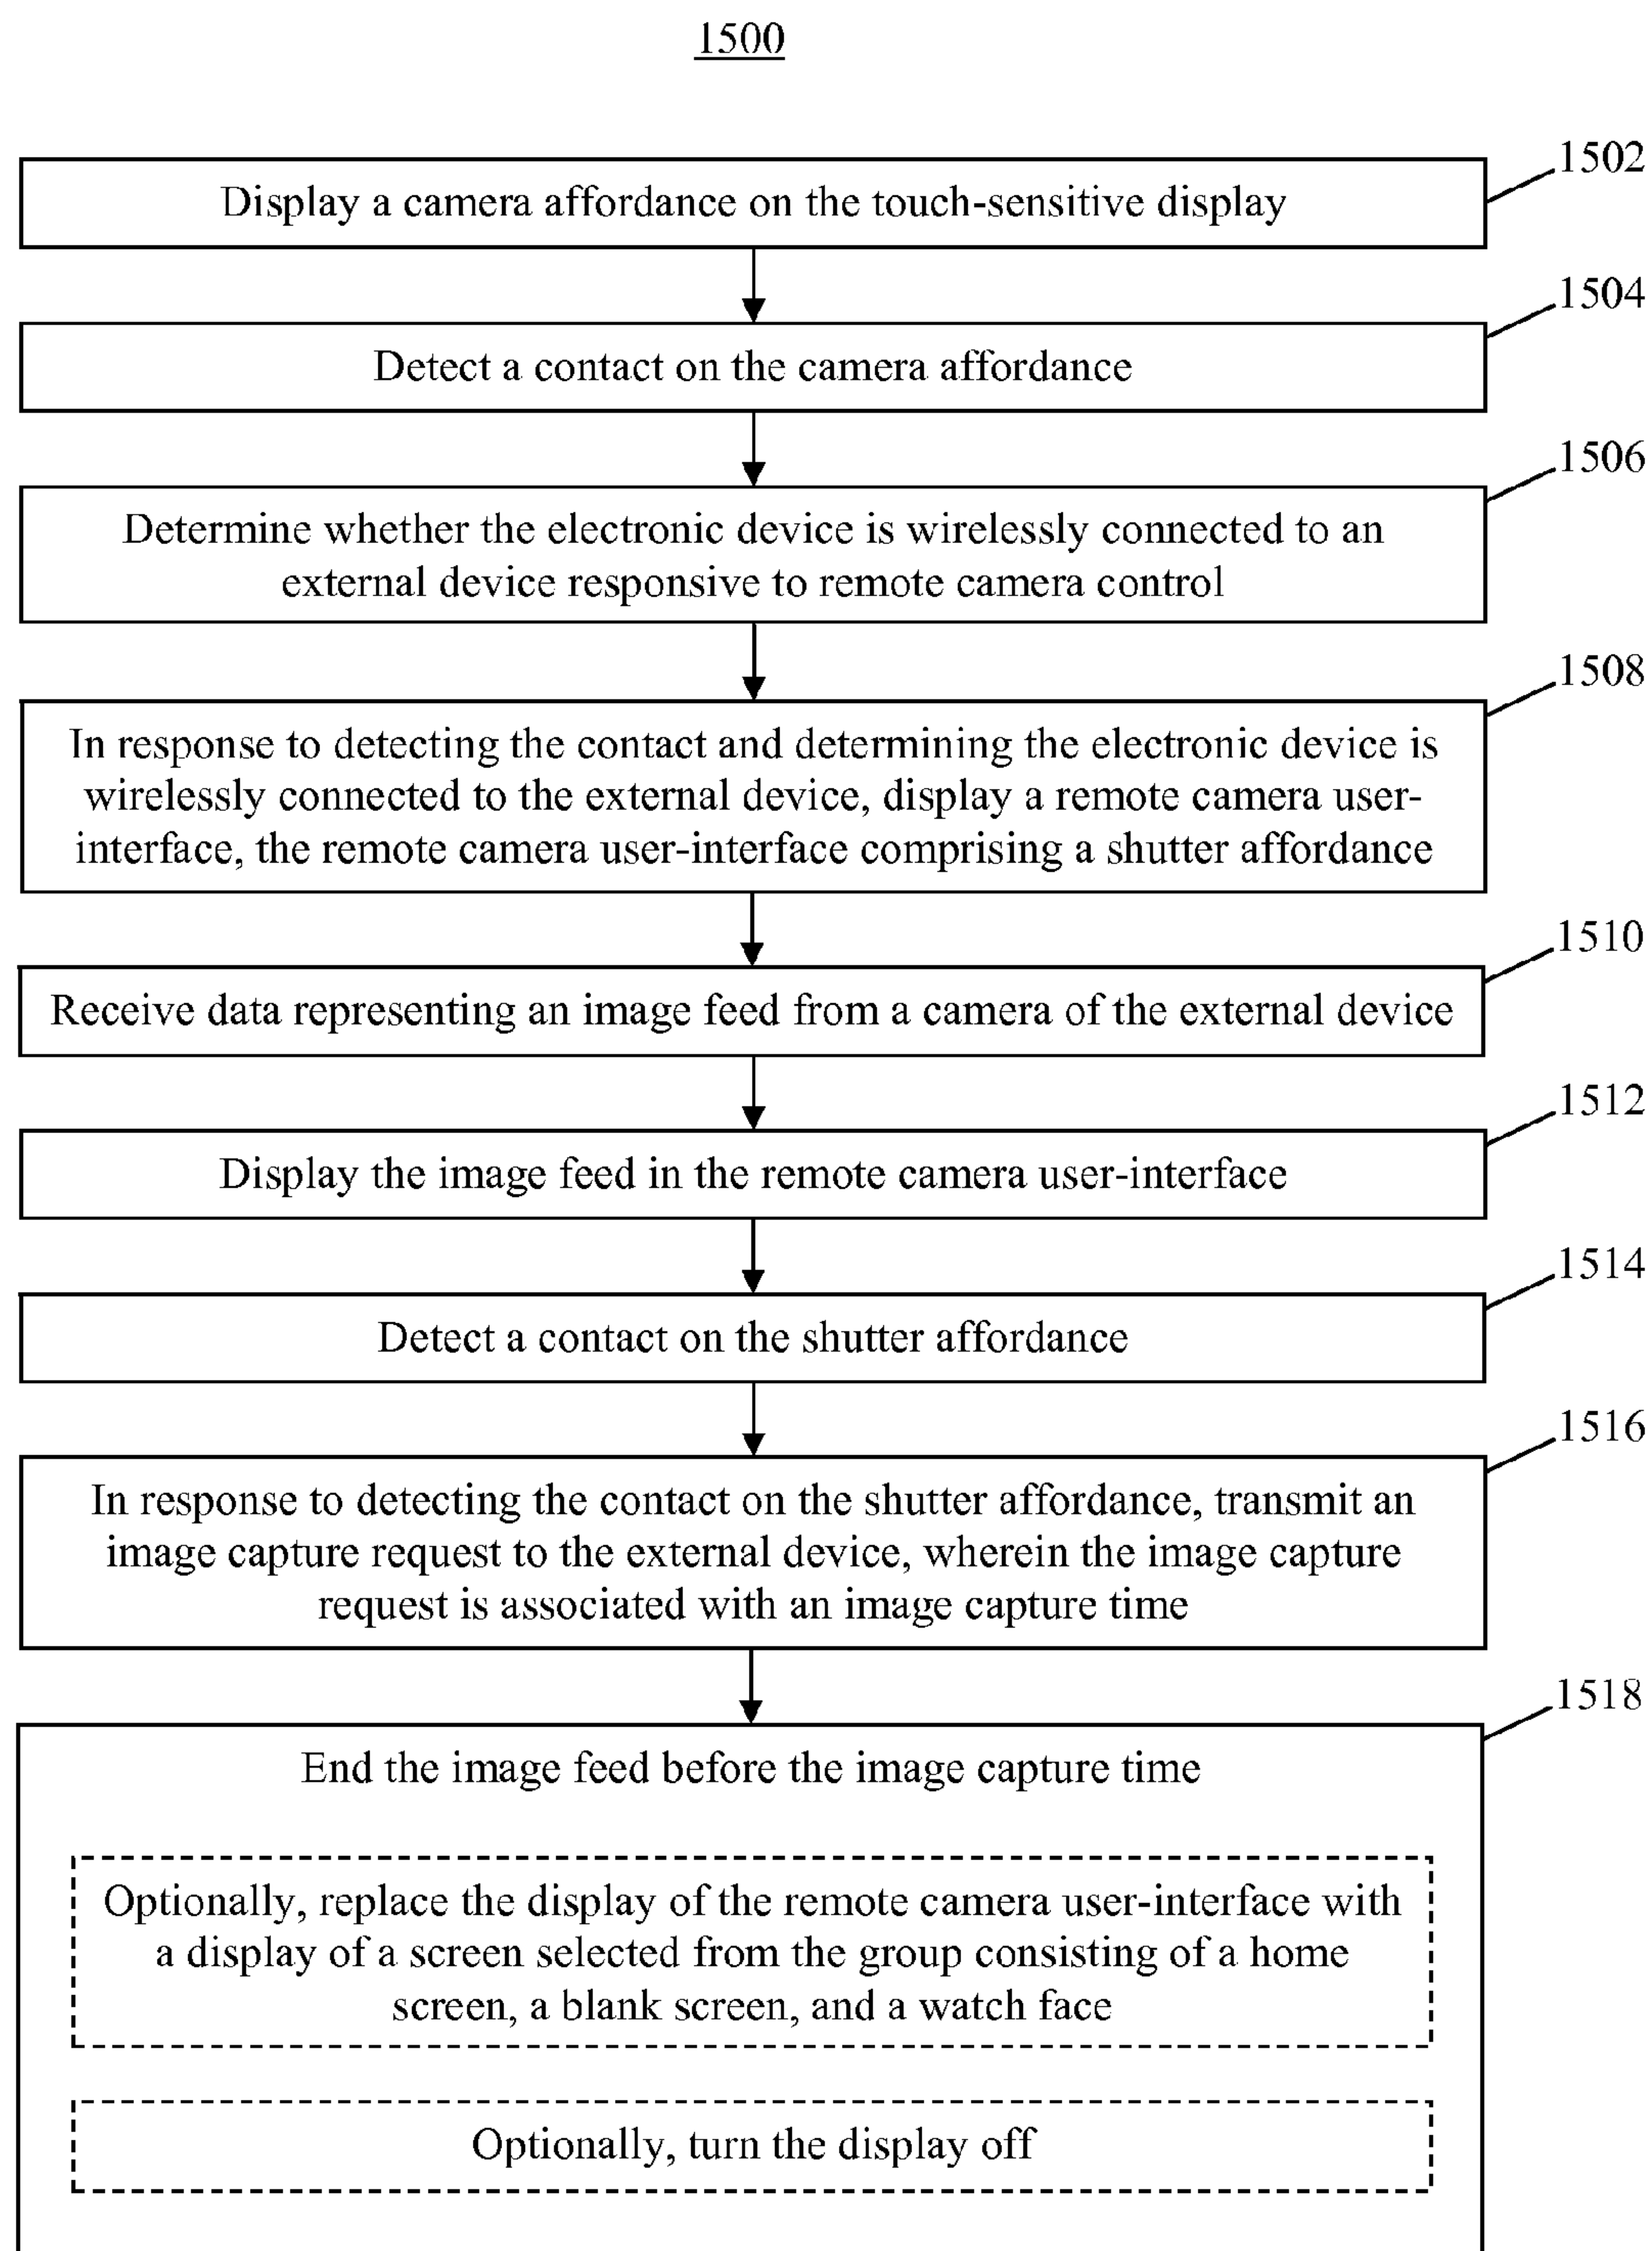 1500
1502
Display a camera affordance on the touch-sensitive display
1504
Detect a contact on the camera affordance
1506
Determine whether the electronic device is wirelessly connected to an
external device responsive to remote camera control
1508
In response to detecting the contact and determining the electronic device is
wirelessly connected to the external device, display a remote camera user-
interface, the remote camera user-interface comprising a shutter affordance
1510
Receive data representing an image feed from a camera of the external device
1512
Display the image feed in the remote camera user-interface
1514
Detect a contact on the shutter affordance
1516
In response to detecting the contact on the shutter affordance, transmit an
image capture request to the external device, wherein the image capture
request is associated with an image capture time
1518
End the image feed before the image capture time
Optionally, replace the display of the remote camera user-interface with
a display of a screen selected from the group consisting of a home
screen, a blank screen, and a watch face
Optionally, turn the display off